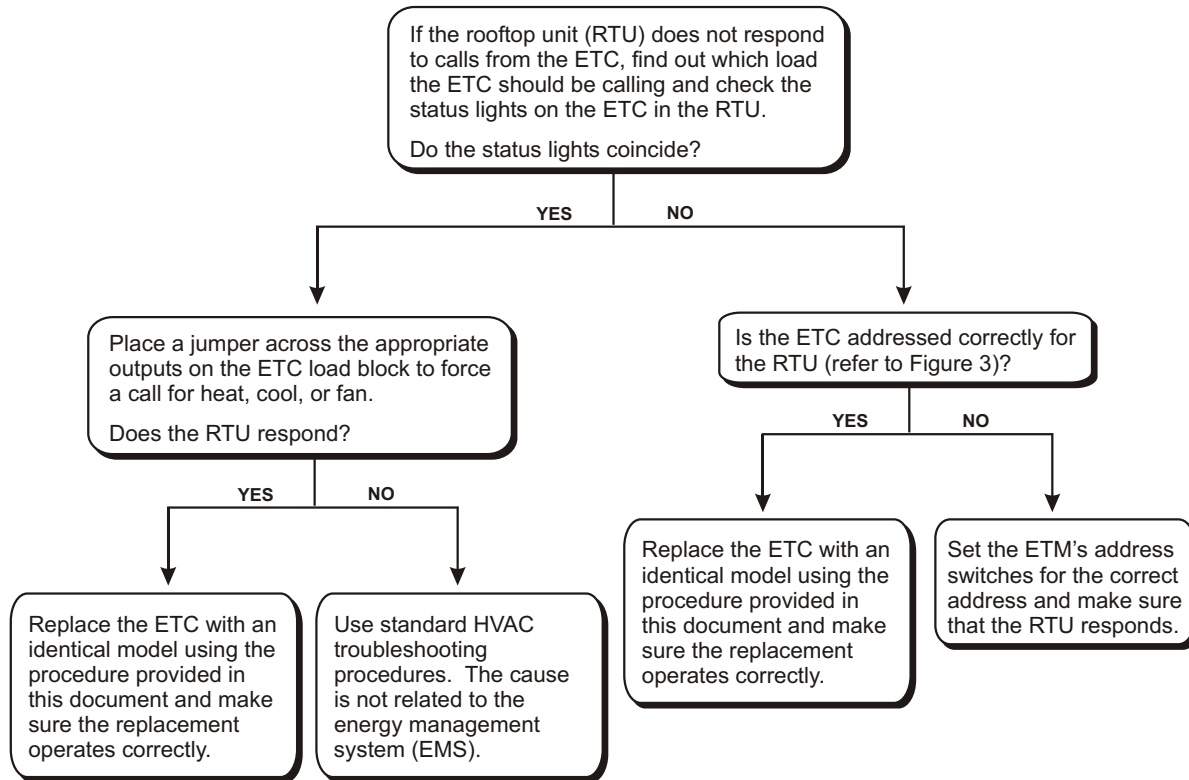 If the rooftop unit (RTU) does not respond
to calls from the ETC, find out which load
the ETC should be calling and check the
status lights on the ETC in the RTU.
Do the status lights coincide?
YES
NO
Place a jumper across the appropriate
outputs on the ETC load block to force
a call for heat, cool, or fan.
Does the RTU respond?
Is the ETC addressed correctly for
the RTU (refer to Figure 3)?
YES
NO
YES
NO
Replace the ETC with an
identical model using the
procedure provided in
this document and make
sure the replacement
operates correctly.
Use standard HVAC
troubleshooting
procedures.  The cause
is not related to the
energy management
system (EMS).
Replace the ETC with an
identical model using the
procedure provided in
this document and make
sure the replacement
operates correctly.
Set the ETM’s address
switches for the correct
address and make sure
that the RTU responds.